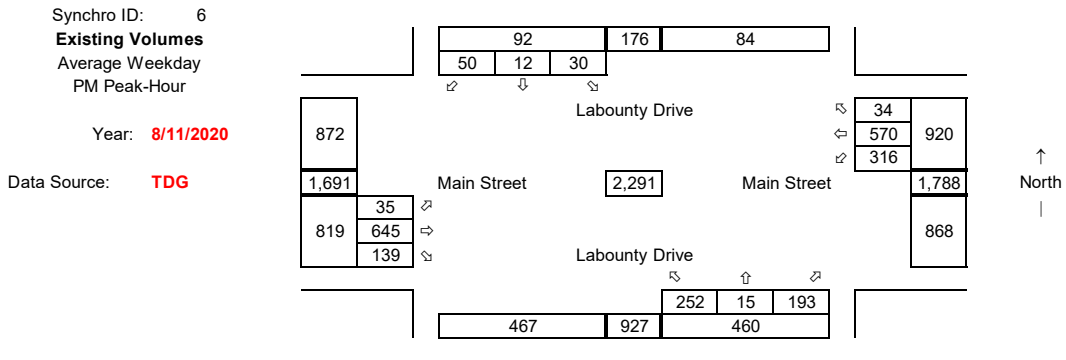 Synchro ID: 6
Existing Volumes
Average Weekday
PM Peak-Hour
Year: 8/11/2020
Data Source: TDG
92 176 84
50 12 30
⬃ ⇩ ⬂
Labounty Drive
872
⬁ 34
⇦ 570
⬃ 316
920
1,691
Main Street
2,291
Main Street
1,788
↑
North
|
819
35 ⬀
645 ⇨
139 ⬂
868
Labounty Drive
⬁ ⇧ ⬀
252 15 193
467 927 460